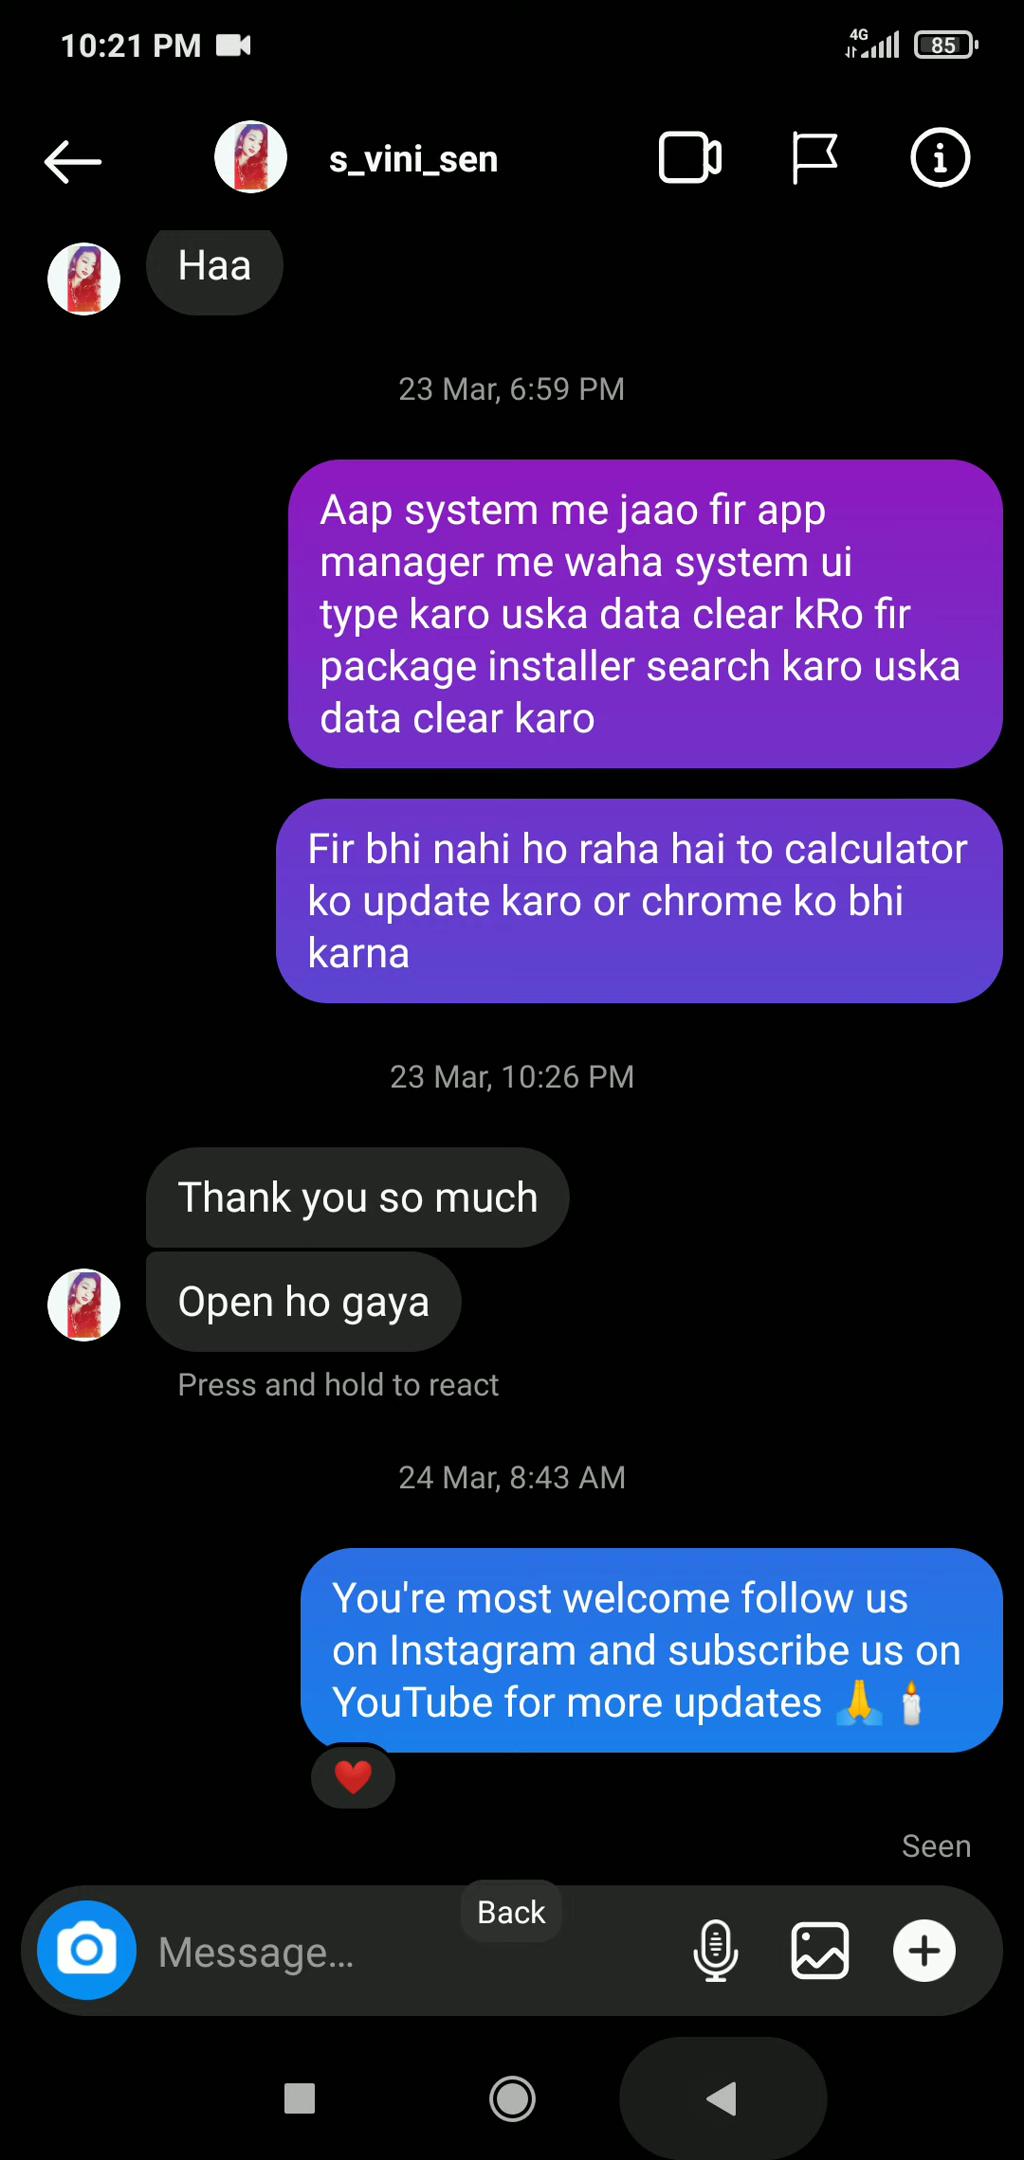 10:21 PM
4G
85
s_vini_sen
Haa
23 Mar, 6:59 PM
Aap system me jaao fir app
manager me waha system ui
type karo uska data clear kRo fir
package installer search karo uska
data clear karo
Fir bhi nahi ho raha hai to calculator
ko update karo or chrome ko bhi
karna
23 Mar, 10:26 PM
Thank you so much
Open ho gaya
Press and hold to react
24 Mar, 8:43 AM
You're most welcome follow us
on Instagram and subscribe us on
YouTube for more updates 🙏🕯️
❤️
Seen
Back
Message...